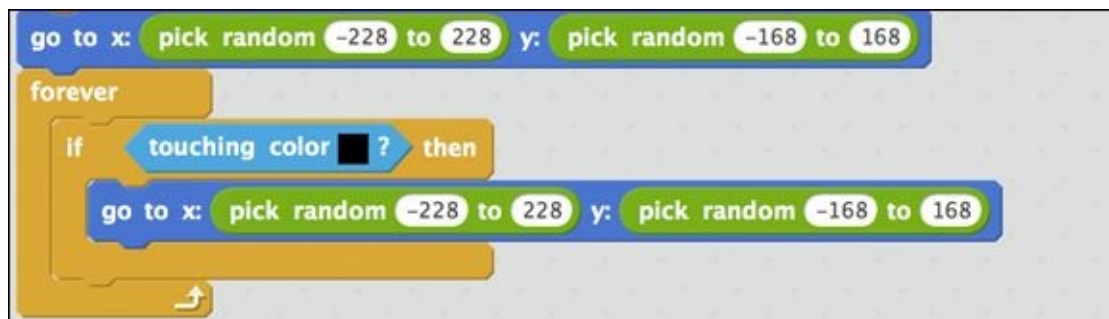 go to x: pick random -228 to 228 y: pick random -168 to 168
forever
if touching color ? then
go to x: pick random -228 to 228 y: pick random -168 to 168